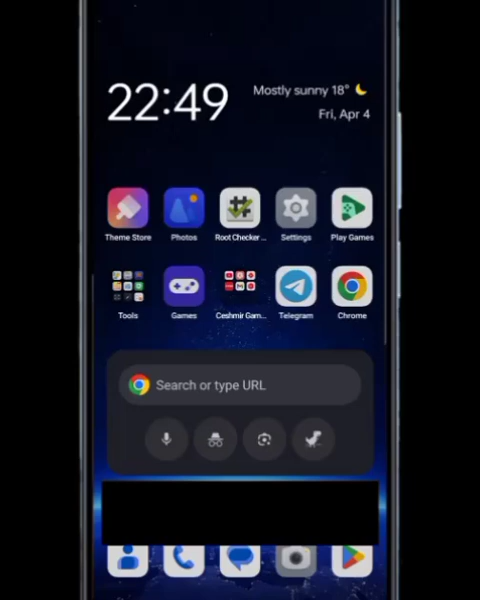 22:49
Mostly sunny 18°
Fri, Apr 4
Theme Store
Photos
Root Checker ...
Settings
Play Games
Tools
Games
Ceshmir Gam...
Telegram
Chrome
Search or type URL